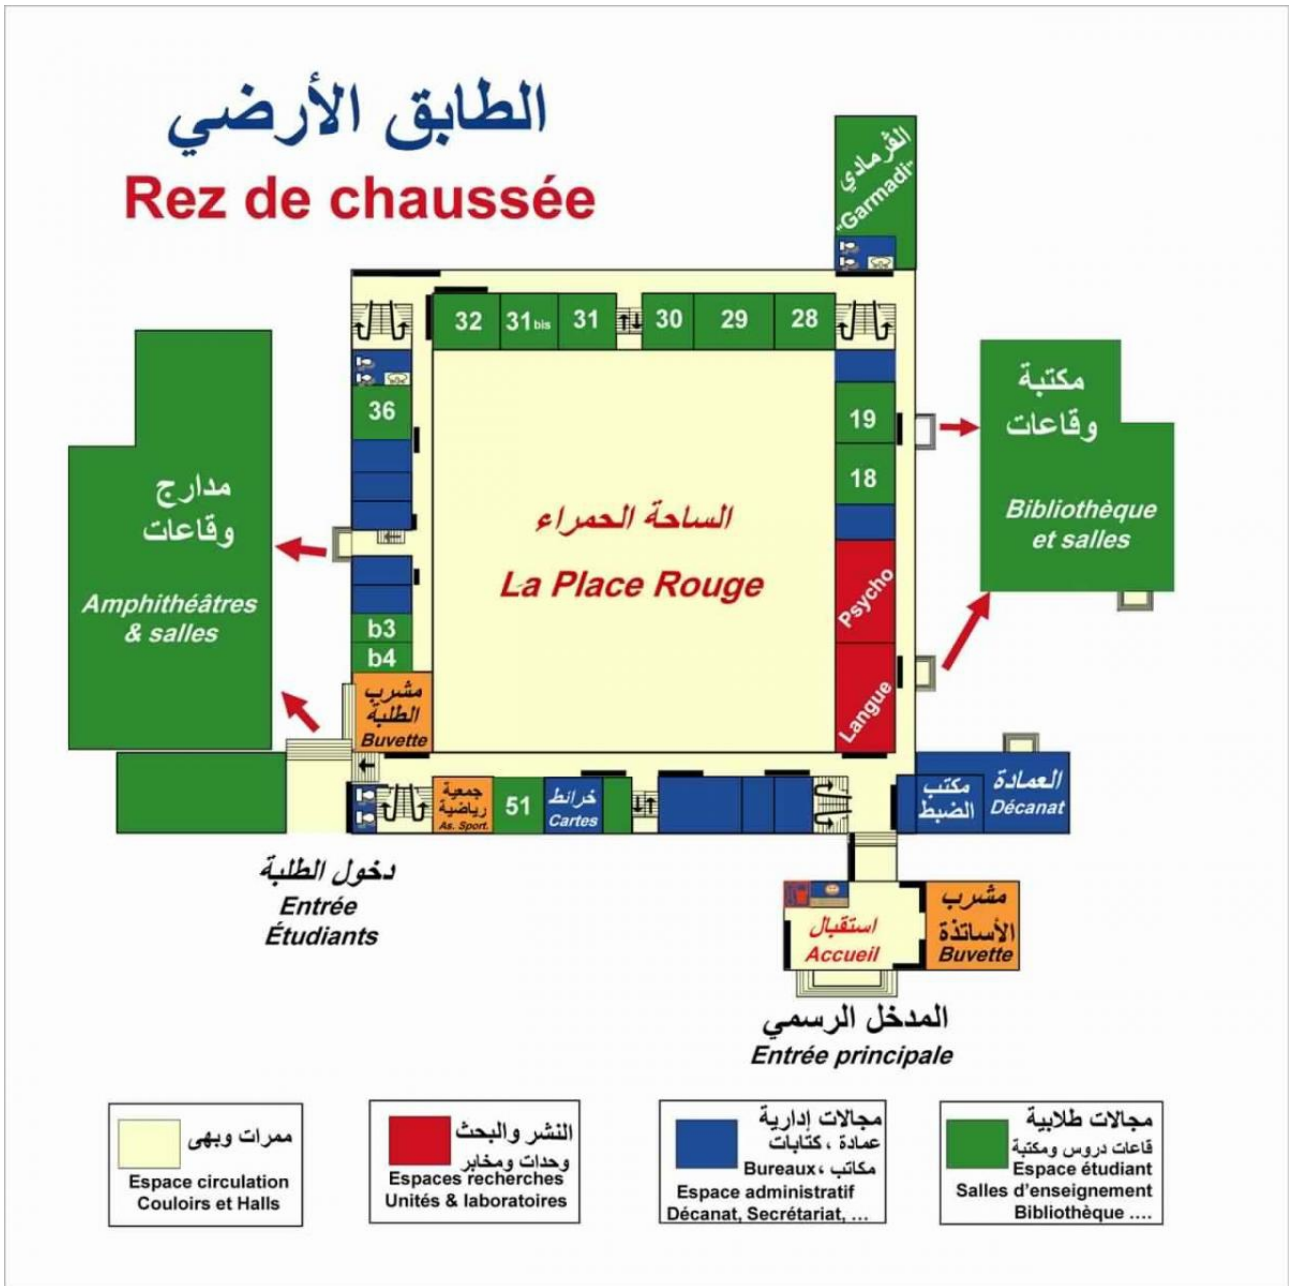 الطابق الأرضي
Rez de chaussée
الڨرمادي
"Garmadi"
32
31 bis
31
30
29
28
36
19
18
مكتبة
وقاعات
Bibliothèque
et salles
مدارج
وقاعات
Amphithéâtres
& salles
الساحة الحمراء
La Place Rouge
Psycho
Langue
b3
b4
مشرب
الطلبة
Buvette
جمعية
رياضية
As. Sport.
51
خرائط
Cartes
مكتب
الضبط
العمادة
Décanat
دخول الطلبة
Entrée
Étudiants
استقبال
Accueil
مشرب
الأساتذة
Buvette
المدخل الرسمي
Entrée principale
ممرات وبهى
Espace circulation
Couloirs et Halls
النشر والبحث
وحدات ومخابر
Espaces recherches
Unités & laboratoires
مجالات إدارية
عمادة ، كتابات
مكاتب ، Bureaux
Espace administratif
Décanat, Secrétariat, ...
مجالات طلابية
قاعات دروس ومكتبة
Espace étudiant
Salles d'enseignement
Bibliothèque ....